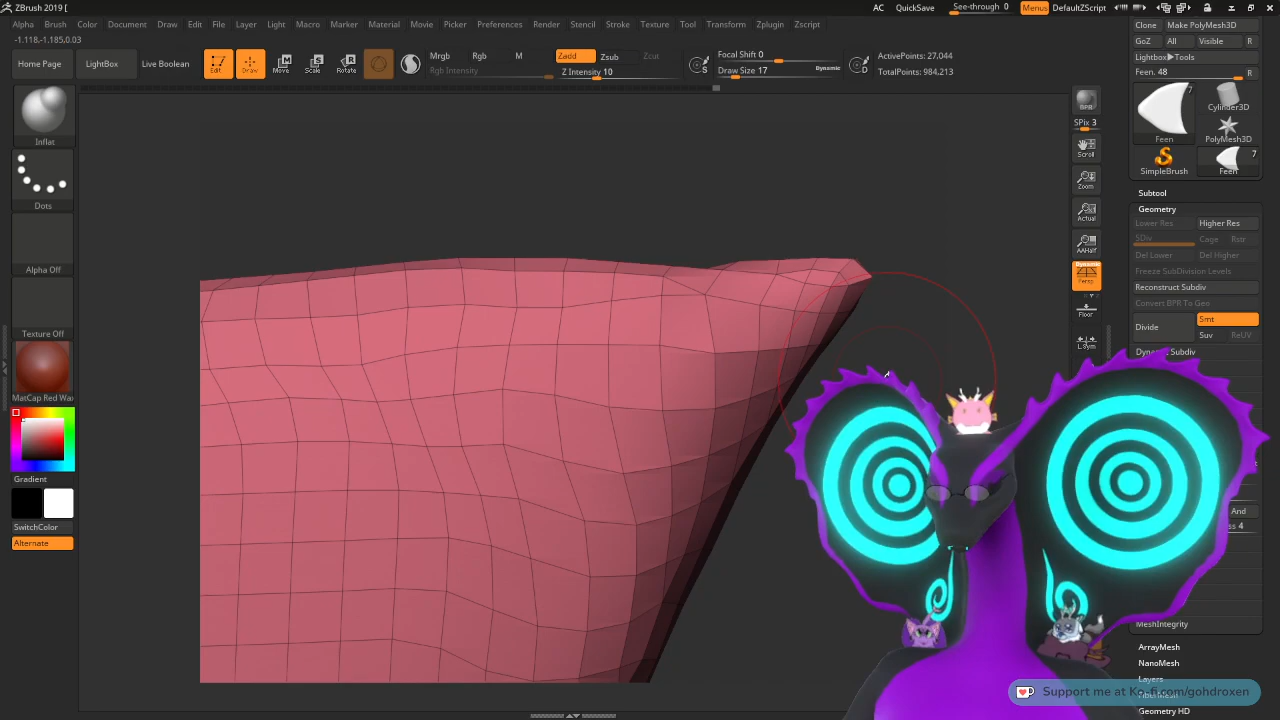 ZBrush 2019 [
AC QuickSave See-through 0 Menus DefaultZScript
Alpha Brush Color Document Draw Edit File Layer Light Macro Marker Material Movie Picker Preferences Render Stencil Stroke Texture Tool Transform Zplugin Zscript
-1.118,-1.185,0.03
Home Page LightBox Live Boolean
Edit Draw Move Scale Rotate
Mrgb Rgb M
Rgb Intensity
Zadd Zsub Zcut
Z Intensity 10
Focal Shift 0
Draw Size 17 Dynamic
S
D
ActivePoints: 27,044
TotalPoints: 984,213
Inflat
Dots
Alpha Off
Texture Off
MatCap Red Wax
Gradient
SwitchColor
Alternate
BPR
SPix 3
Scroll
Zoom
Actual
AAHalf
Dynamic
Persp
Floor
L.Sym
Clone Make PolyMesh3D
GoZ All Visible R
Lightbox▶Tools
Feen. 48 R
7
Feen
Cylinder3D
PolyMesh3D
SimpleBrush
7
Feen
Subtool
Geometry
Lower Res Higher Res
SDiv Cage Rstr
Del Lower Del Higher
Freeze SubDivision Levels
Reconstruct Subdiv
Convert BPR To Geo
Divide
Smt
Suv ReUV
Dynamic Subdiv
And
MeshIntegrity
ArrayMesh
NanoMesh
Layers
Geometry HD
Support me at Ko-fi.com/gohdroxen